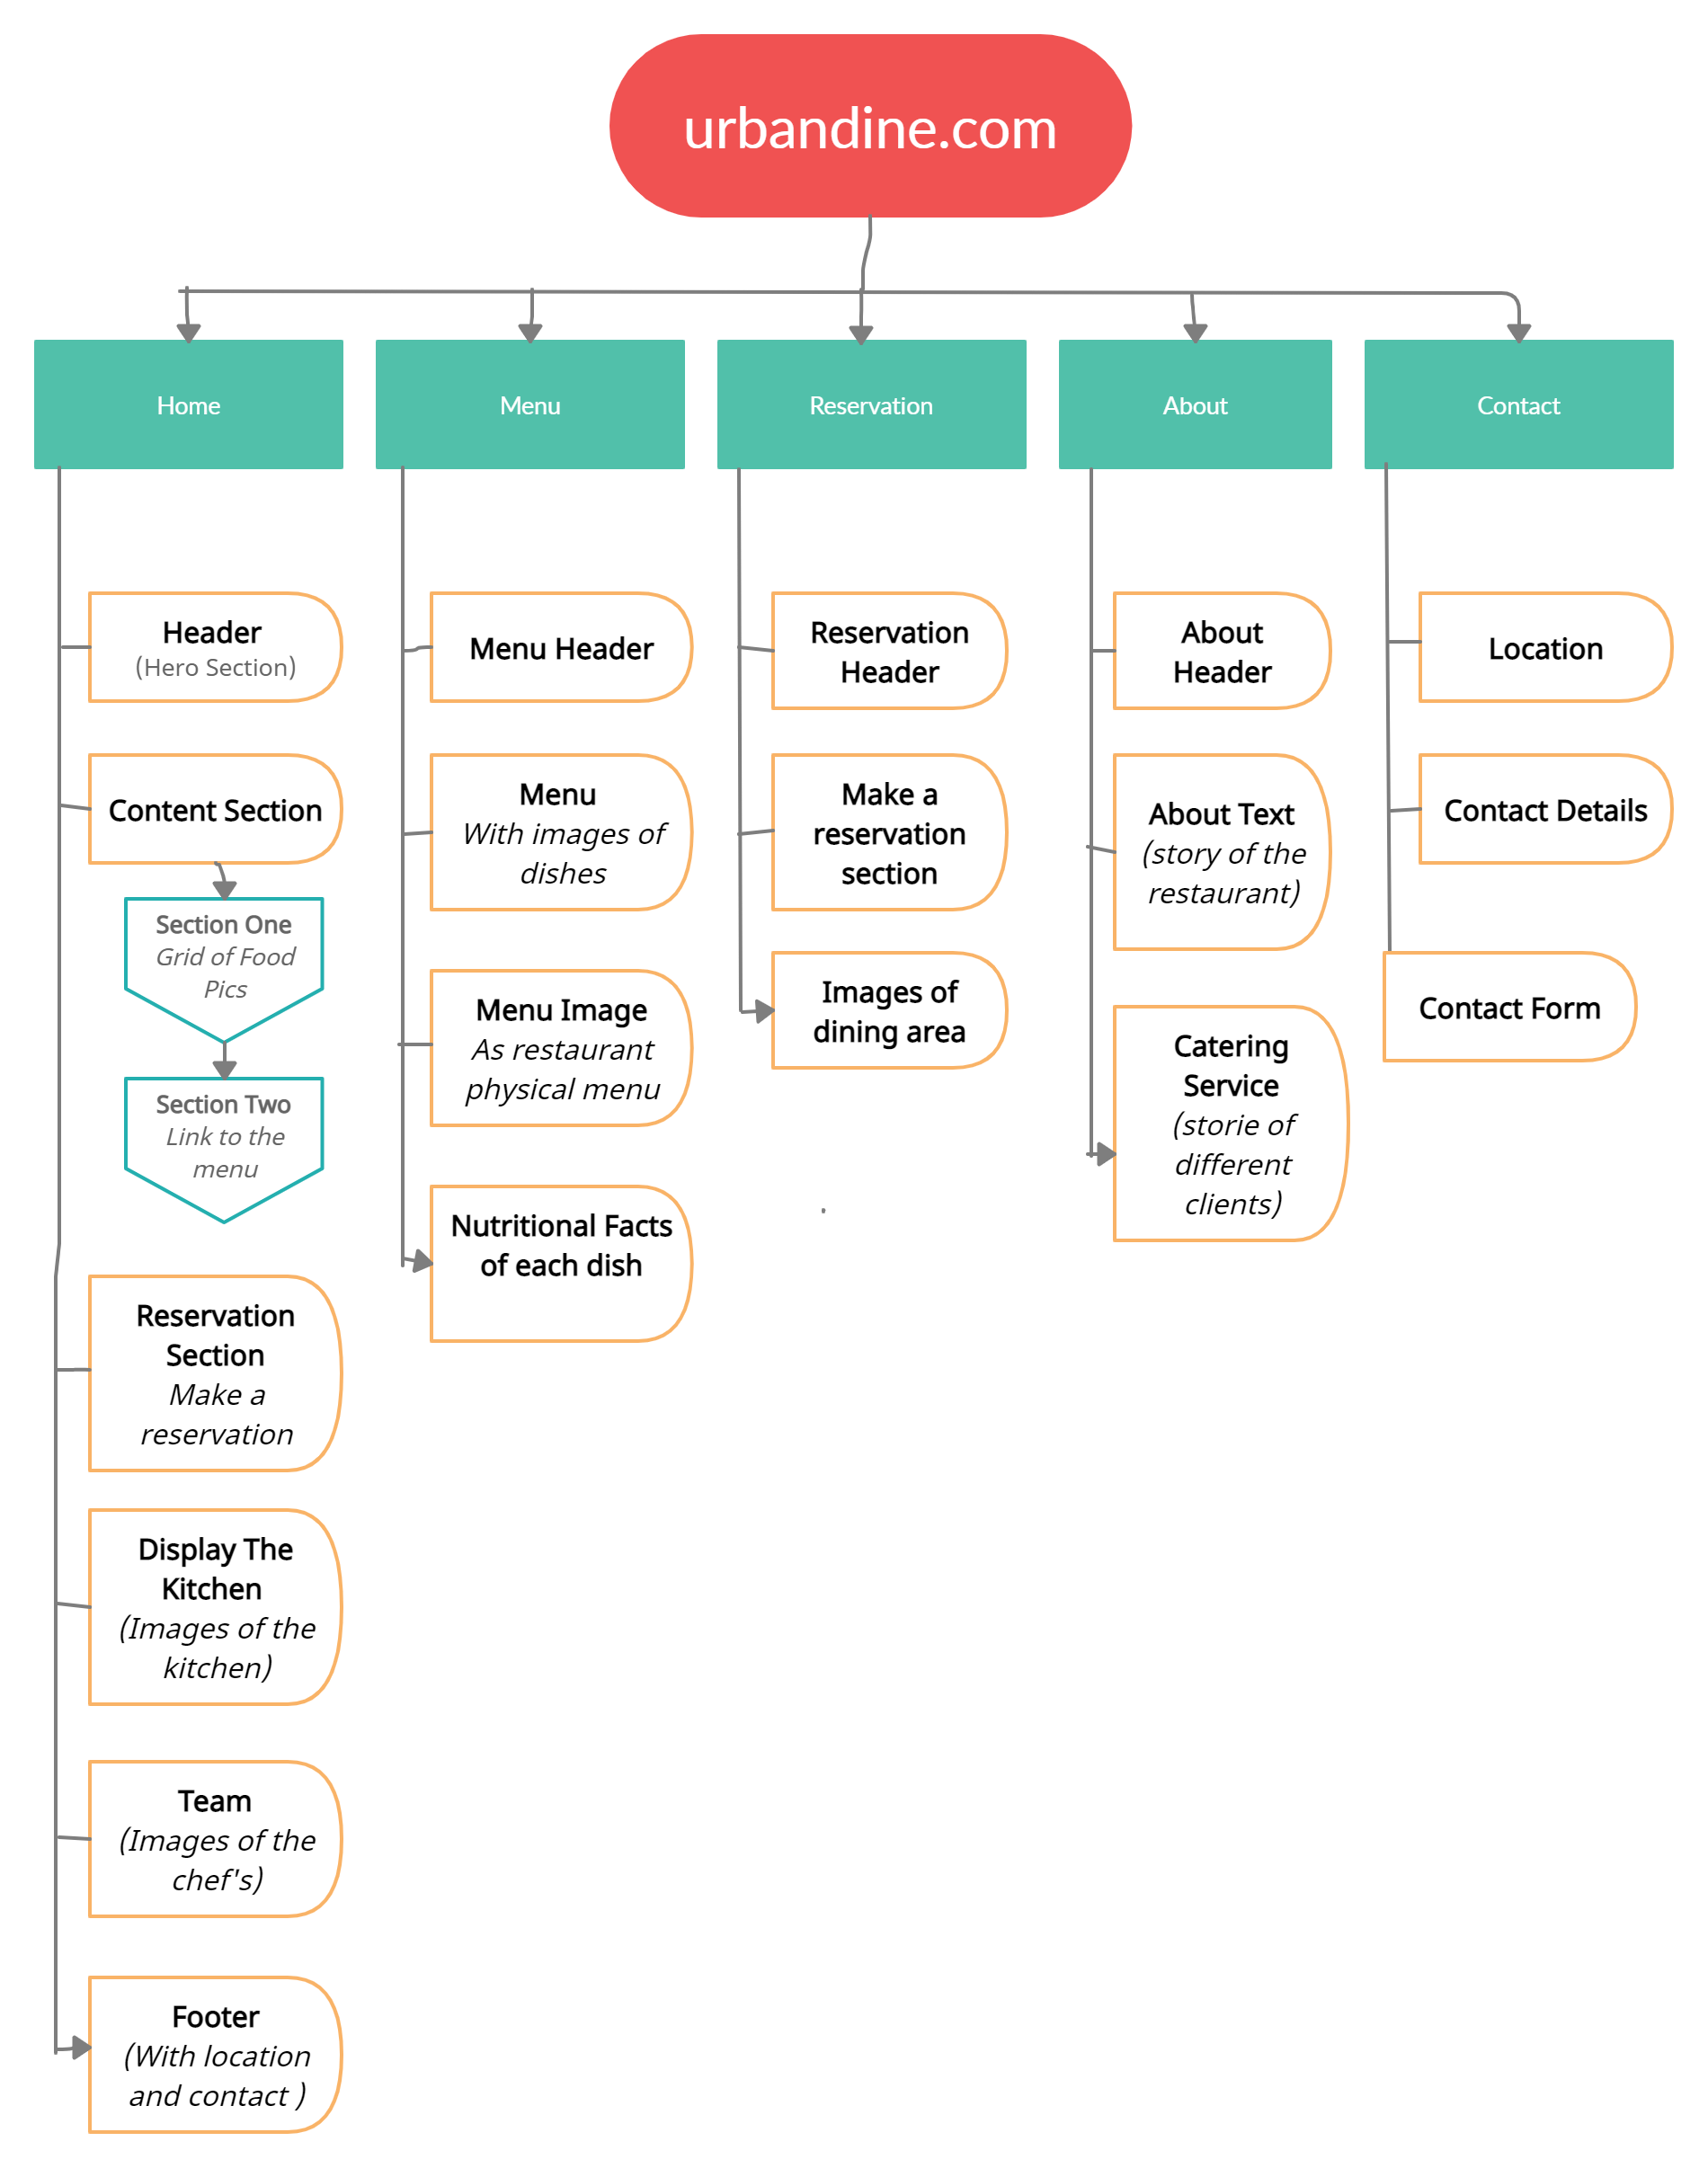 urbandine.com
Home
Menu
Reservation
About
Contact
Header
(Hero Section)
Content Section
Section One
Grid of Food
Pics
Section Two
Link to the
menu
Reservation
Section
Make a
reservation
Display The
Kitchen
(Images of the
kitchen)
Team
(Images of the
chef's)
Footer
(With location
and contact )
Menu Header
Menu
With images of
dishes
Menu Image
As restaurant
physical menu
Nutritional Facts
of each dish
Reservation
Header
Make a
reservation
section
Images of
dining area
About
Header
About Text
(story of the
restaurant)
Catering
Service
(storie of
different
clients)
Location
Contact Details
Contact Form